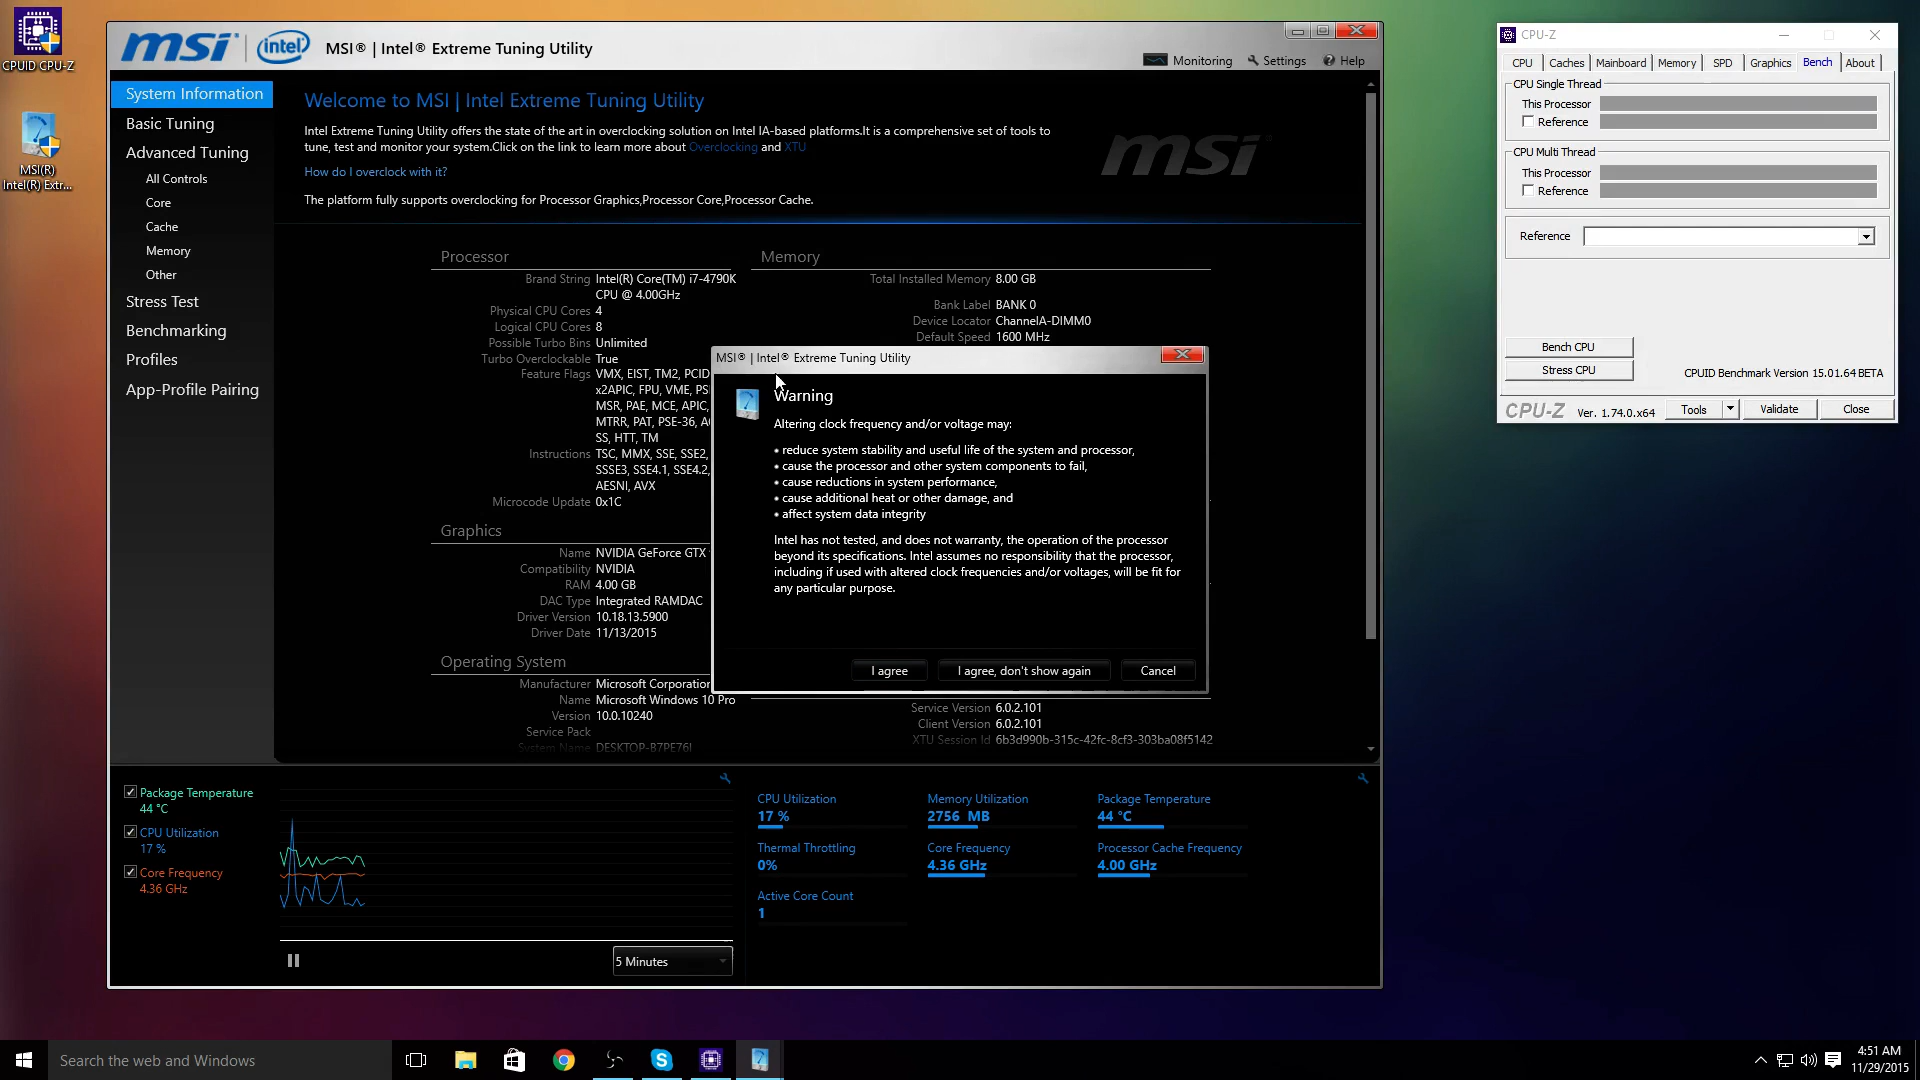 CPUID CPU-Z
MSI(R)
Intel(R) Extr...
msi
intel
MSI® | Intel® Extreme Tuning Utility
Monitoring
Settings
Help
System Information
Basic Tuning
Advanced Tuning
All Controls
Core
Cache
Memory
Other
Stress Test
Benchmarking
Profiles
App-Profile Pairing
Welcome to MSI | Intel Extreme Tuning Utility
Intel Extreme Tuning Utility offers the state of the art in overclocking solution on Intel IA-based platforms.It is a comprehensive set of tools to
tune, test and monitor your system.Click on the link to learn more about Overclocking and XTU
How do I overclock with it?
The platform fully supports overclocking for Processor Graphics,Processor Core,Processor Cache.
msi
Processor
Brand String Intel(R) Core(TM) i7-4790K
CPU @ 4.00GHz
Physical CPU Cores 4
Logical CPU Cores 8
Possible Turbo Bins Unlimited
Turbo Overclockable True
Feature Flags VMX, EIST, TM2, PCID
x2APIC, FPU, VME, PS
MSR, PAE, MCE, APIC,
MTRR, PAT, PSE-36, A
SS, HTT, TM
Instructions TSC, MMX, SSE, SSE2,
SSSE3, SSE4.1, SSE4.2,
AESNI, AVX
Microcode Update 0x1C
Graphics
Name NVIDIA GeForce GTX
Compatibility NVIDIA
RAM 4.00 GB
DAC Type Integrated RAMDAC
Driver Version 10.18.13.5900
Driver Date 11/13/2015
Operating System
Manufacturer Microsoft Corporation
Name Microsoft Windows 10 Pro
Version 10.0.10240
Service Pack
System Name DESKTOP-B7PE76I
Memory
Total Installed Memory 8.00 GB
Bank Label BANK 0
Device Locator ChannelA-DIMM0
Default Speed 1600 MHz
MSI® | Intel® Extreme Tuning Utility
Warning
Altering clock frequency and/or voltage may:
• reduce system stability and useful life of the system and processor,
• cause the processor and other system components to fail,
• cause reductions in system performance,
• cause additional heat or other damage, and
• affect system data integrity
Intel has not tested, and does not warranty, the operation of the processor
beyond its specifications. Intel assumes no responsibility that the processor,
including if used with altered clock frequencies and/or voltages, will be fit for
any particular purpose.
I agree
I agree, don't show again
Cancel
Service Version 6.0.2.101
Client Version 6.0.2.101
XTU Session Id 6b3d990b-315c-42fc-8cf3-303ba08f5142
Package Temperature
44 °C
CPU Utilization
17 %
Core Frequency
4.36 GHz
5 Minutes
CPU Utilization
17 %
Memory Utilization
2756 MB
Package Temperature
44 °C
Thermal Throttling
0%
Core Frequency
4.36 GHz
Processor Cache Frequency
4.00 GHz
Active Core Count
1
CPU-Z
CPU Caches Mainboard Memory SPD Graphics Bench About
CPU Single Thread
This Processor
Reference
CPU Multi Thread
This Processor
Reference
Reference
Bench CPU
Stress CPU
CPUID Benchmark Version 15.01.64 BETA
CPU-Z Ver. 1.74.0.x64 Tools Validate Close
Search the web and Windows
4:51 AM
11/29/2015